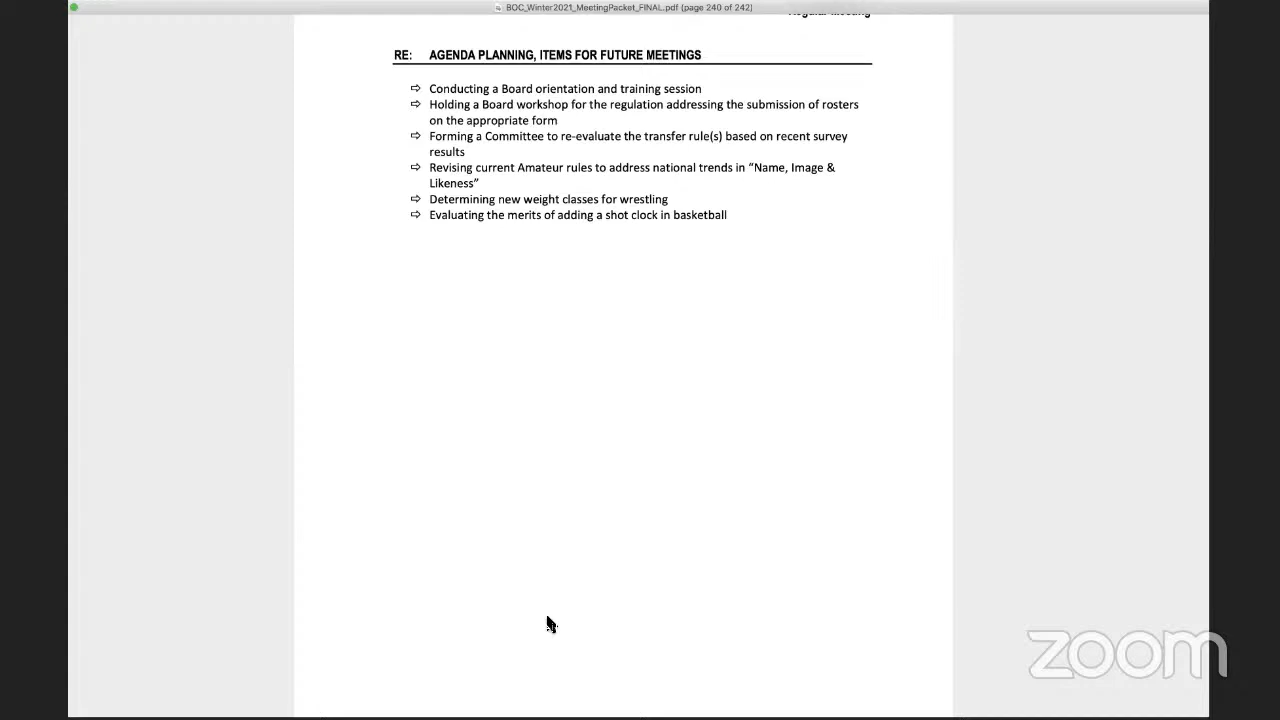 BOC_Winter2021_MeetingPacket_FINAL.pdf (page 240 of 242)
Regular Meeting
RE: AGENDA PLANNING, ITEMS FOR FUTURE MEETINGS
⇨ Conducting a Board orientation and training session
⇨ Holding a Board workshop for the regulation addressing the submission of rosters
on the appropriate form
⇨ Forming a Committee to re-evaluate the transfer rule(s) based on recent survey
results
⇨ Revising current Amateur rules to address national trends in “Name, Image &
Likeness”
⇨ Determining new weight classes for wrestling
⇨ Evaluating the merits of adding a shot clock in basketball
zoom